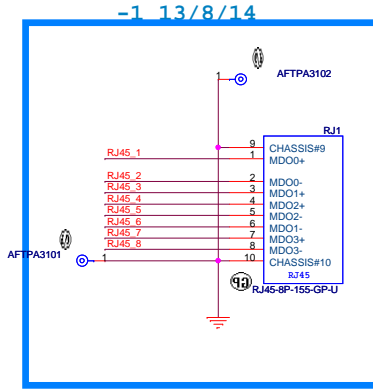 -1 13/8/14
1
AFTPA3102
RJ1
9 CHASSIS#9
RJ45_1 1 MDO0+
RJ45_2 2 MDO0-
RJ45_3 3 MDO1+
RJ45_4 4 MDO2+
RJ45_5 5 MDO2-
RJ45_6 6 MDO1-
RJ45_7 7 MDO3+
RJ45_8 8 MDO3-
AFTPA3101 1 10 CHASSIS#10
RJ45
GP
RJ45-8P-155-GP-U